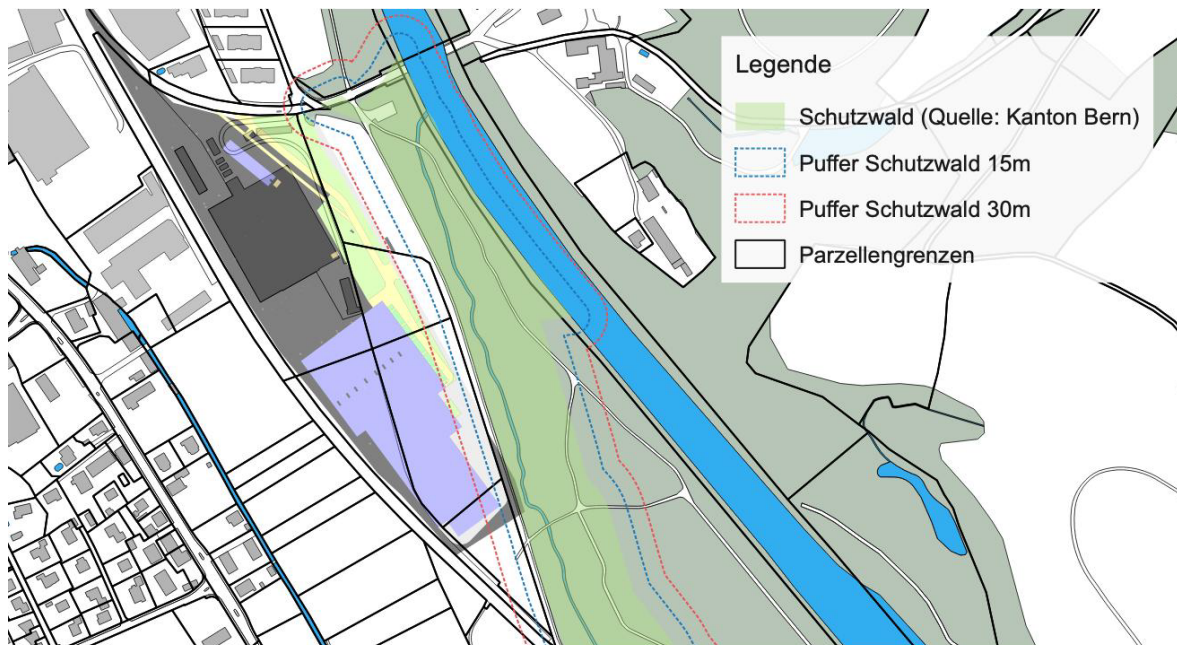 Legende
Schutzwald (Quelle: Kanton Bern)
Puffer Schutzwald 15m
Puffer Schutzwald 30m
Parzellengrenzen